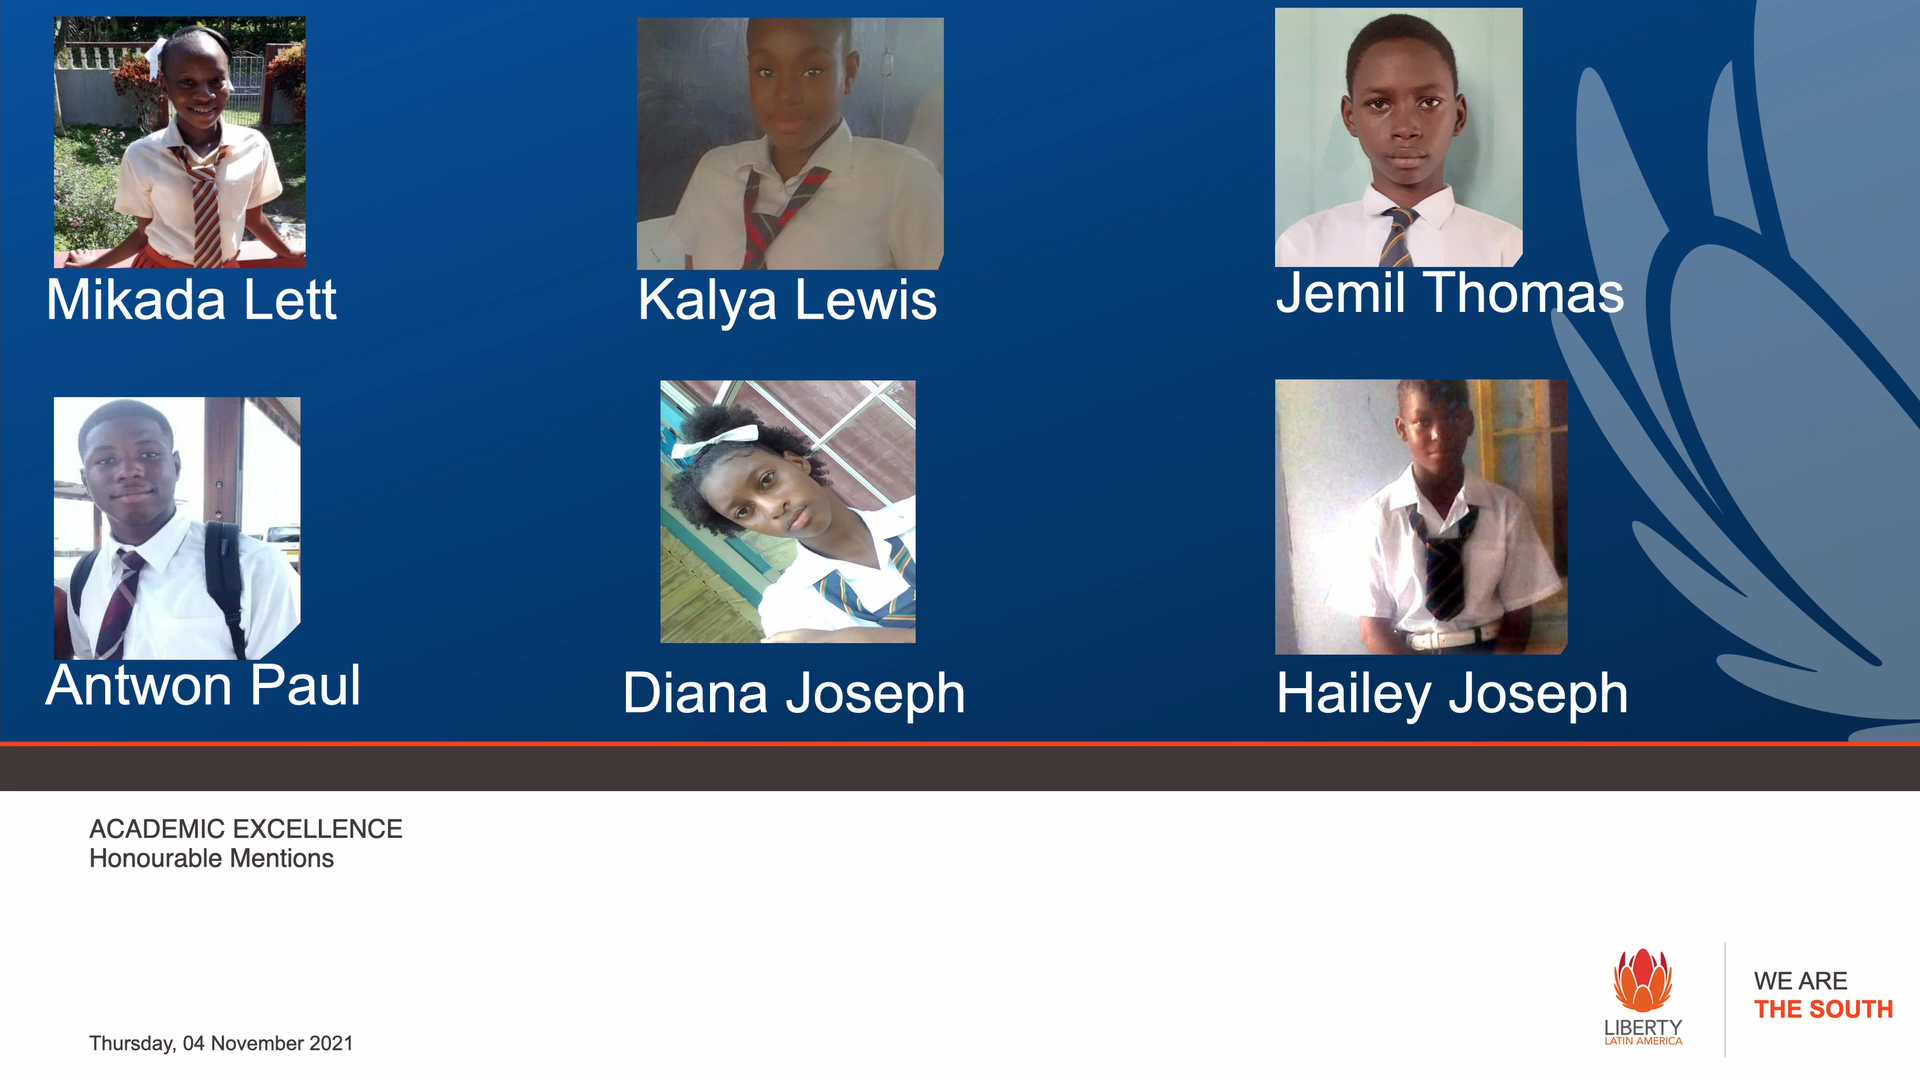 Mikada Lett
Kalya Lewis
Jemil Thomas
Antwon Paul
Diana Joseph
Hailey Joseph
ACADEMIC EXCELLENCE
Honourable Mentions
Thursday, 04 November 2021
LIBERTY
LATIN AMERICA
WE ARE
THE SOUTH